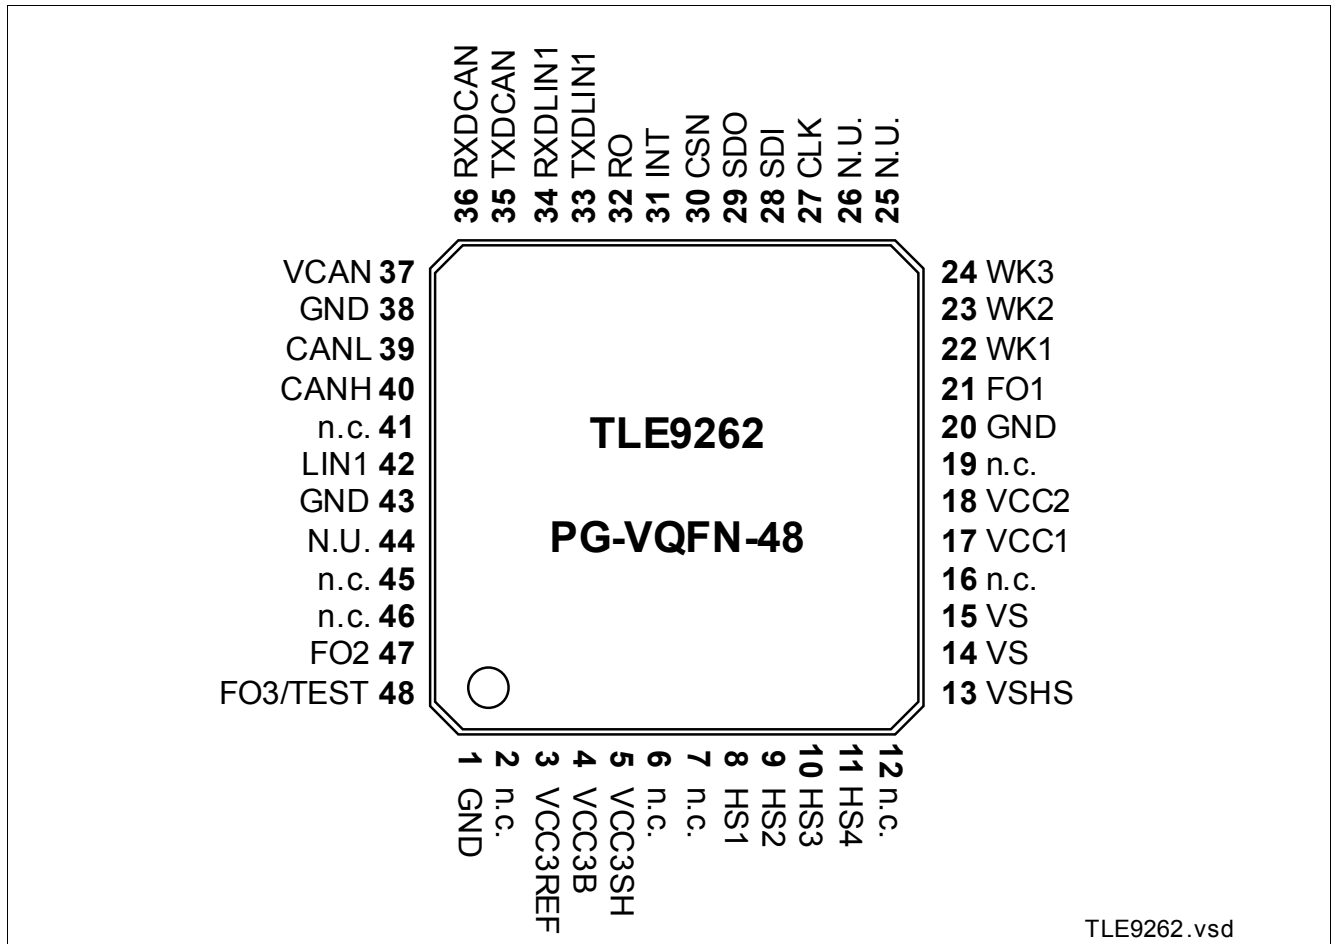 36 RXDCAN
35 TXDCAN
34 RXDLIN1
33 TXDLIN1
32 RO
31 INT
30 CSN
29 SDO
28 SDI
27 CLK
26 N.U.
25 N.U.
VCAN 37
GND 38
CANL 39
CANH 40
n.c. 41
LIN1 42
GND 43
N.U. 44
n.c. 45
n.c. 46
FO2 47
FO3/TEST 48
TLE9262
PG-VQFN-48
24 WK3
23 WK2
22 WK1
21 FO1
20 GND
19 n.c.
18 VCC2
17 VCC1
16 n.c.
15 VS
14 VS
13 VSHS
1 GND
2 n.c.
3 VCC3REF
4 VCC3B
5 VCC3SH
6 n.c.
7 n.c.
8 HS1
9 HS2
10 HS3
11 HS4
12 n.c.
TLE9262.vsd